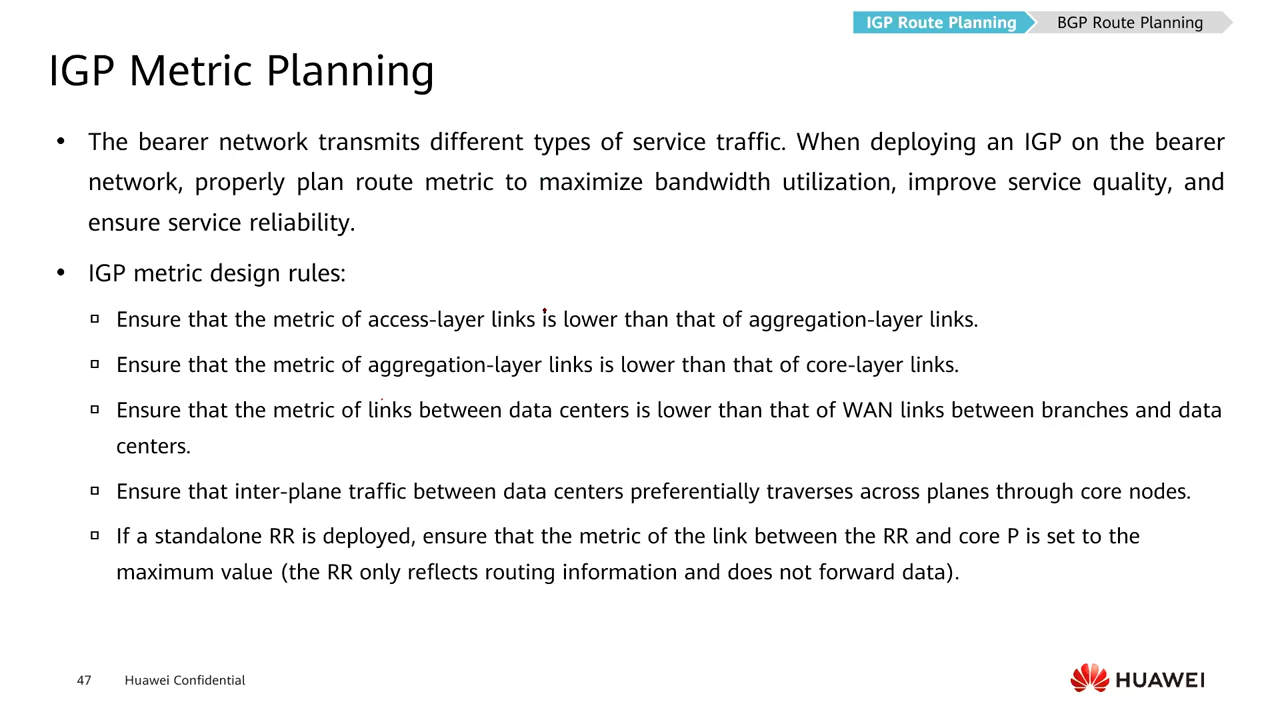 IGP Route Planning
BGP Route Planning
IGP Metric Planning
• The bearer network transmits different types of service traffic. When deploying an IGP on the bearer
network, properly plan route metric to maximize bandwidth utilization, improve service quality, and
ensure service reliability.
• IGP metric design rules:
▫ Ensure that the metric of access-layer links is lower than that of aggregation-layer links.
▫ Ensure that the metric of aggregation-layer links is lower than that of core-layer links.
▫ Ensure that the metric of links between data centers is lower than that of WAN links between branches and data
centers.
▫ Ensure that inter-plane traffic between data centers preferentially traverses across planes through core nodes.
▫ If a standalone RR is deployed, ensure that the metric of the link between the RR and core P is set to the
maximum value (the RR only reflects routing information and does not forward data).
47 Huawei Confidential
HUAWEI